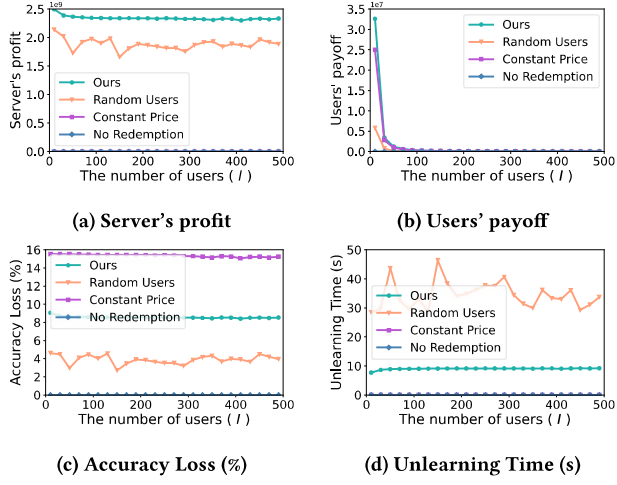 1e9
2.5
2.0
1.5
1.0
0.5
0.0
Server's profit
Ours
Random Users
Constant Price
No Redemption
0 100 200 300 400 500
The number of users ( I )
(a) Server's profit
1e7
3.5
3.0
2.5
2.0
1.5
1.0
0.5
0.0
Users' payoff
Ours
Random Users
Constant Price
No Redemption
0 100 200 300 400 500
The number of users ( I )
(b) Users' payoff
16
14
12
10
8
6
4
2
0
Accuracy Loss (%)
Ours
Random Users
Constant Price
No Redemption
0 100 200 300 400 500
The number of users ( I )
(c) Accuracy Loss (%)
50
40
30
20
10
0
Unlearning Time (s)
Ours
Random Users
Constant Price
No Redemption
0 100 200 300 400 500
The number of users ( I )
(d) Unlearning Time (s)